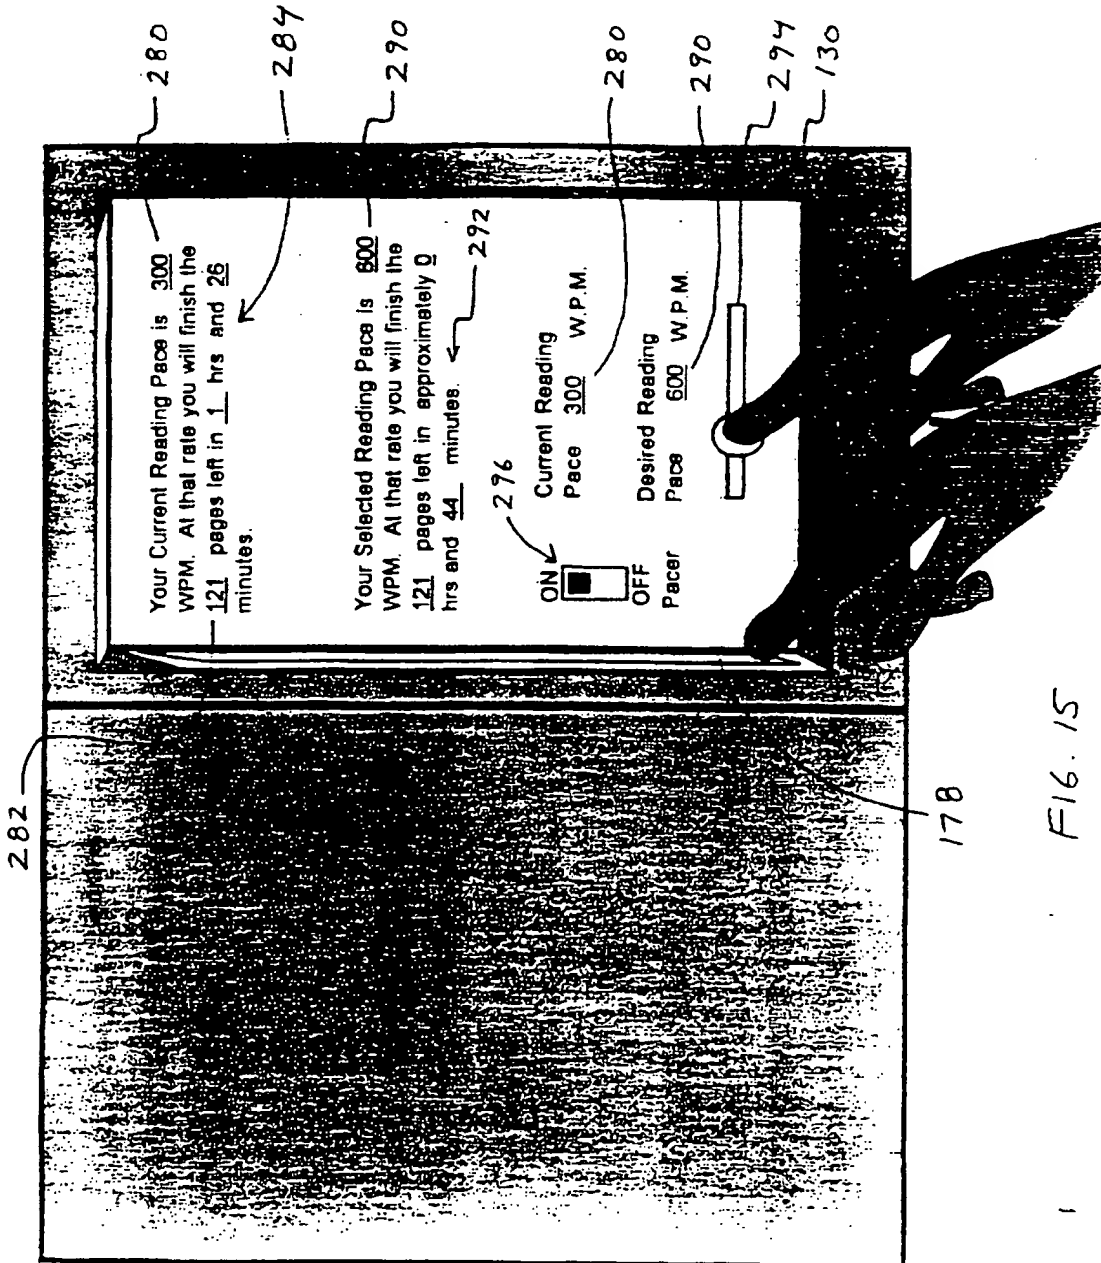 282
Your Current Reading Pace is 300
WPM. At that rate you will finish the
121 pages left in 1 hrs and 26
minutes.
280
284
Your Selected Reading Pace is 600
WPM. At that rate you will finish the
121 pages left in approximately 0
hrs and 44 minutes.
290
292
296
ON
OFF
Pacer
Current Reading
Pace 300 W.P.M.
280
Desired Reading
Pace 600 W.P.M.
290
294
130
178
FIG. 15